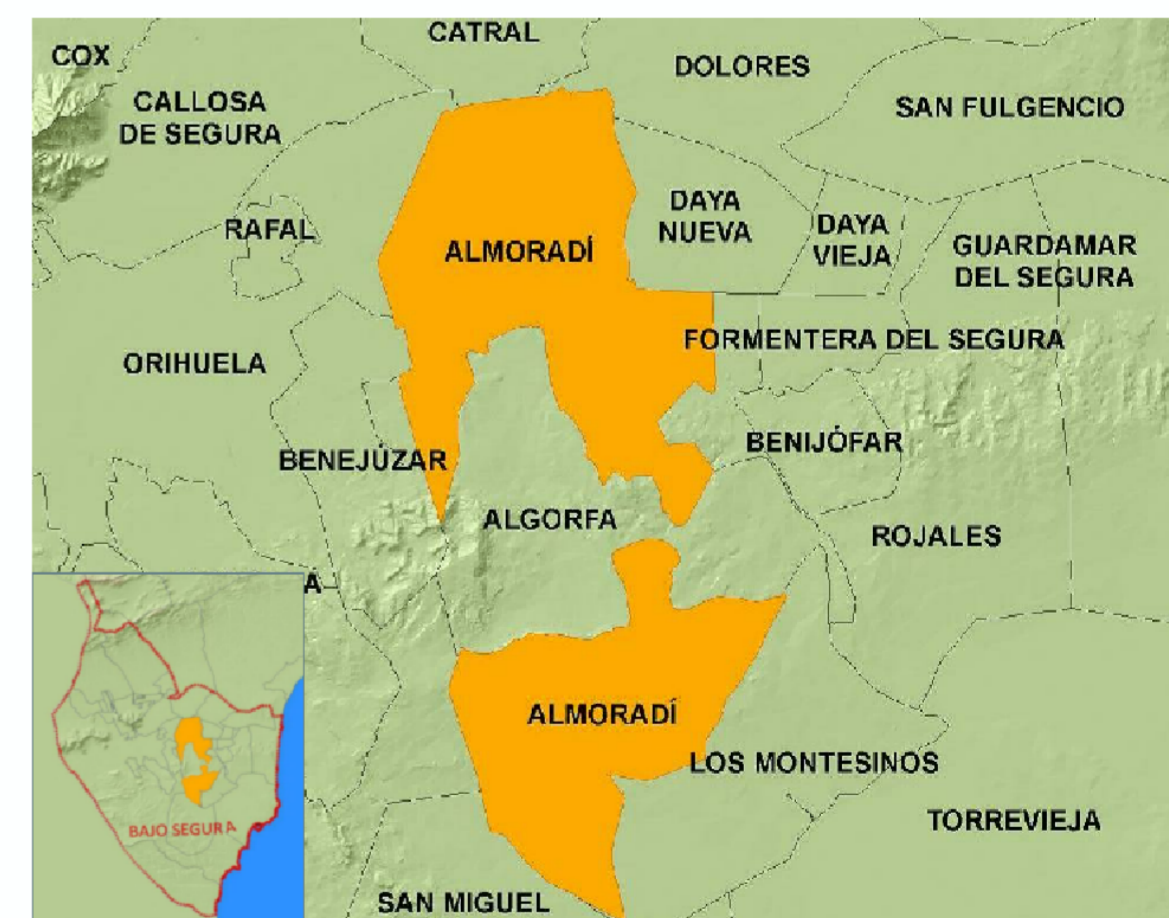 CATRAL
COX
DOLORES
CALLOSA
DE SEGURA
SAN FULGENCIO
RAFAL
DAYA
NUEVA
DAYA
VIEJA
ALMORADÍ
GUARDAMAR
DEL SEGURA
FORMENTERA DEL SEGURA
ORIHUELA
BENIJÓFAR
BENEJÚZAR
ALGORFA
ROJALES
A
ALMORADÍ
LOS MONTESINOS
BAJO SEGURA
TORREVIEJA
SAN MIGUEL